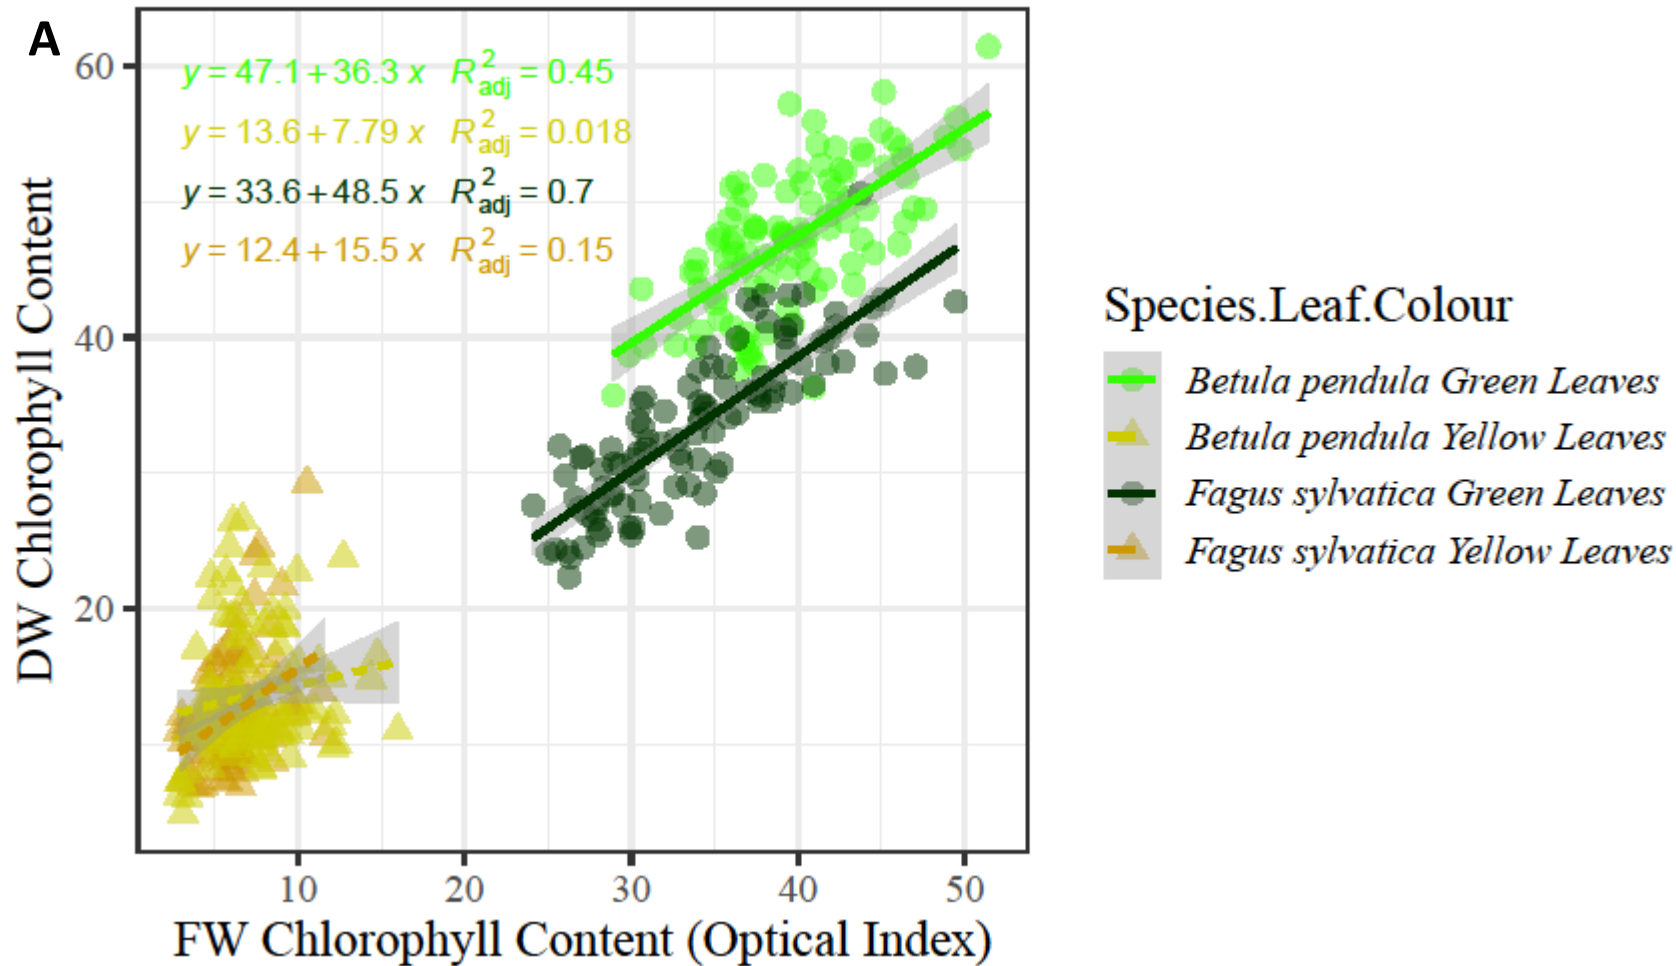 A
y = 47.1 + 36.3 x R²adj = 0.45
y = 13.6 + 7.79 x R²adj = 0.018
y = 33.6 + 48.5 x R²adj = 0.7
y = 12.4 + 15.5 x R²adj = 0.15
60
40
20
DW Chlorophyll Content
10 20 30 40 50
FW Chlorophyll Content (Optical Index)
Species.Leaf.Colour
Betula pendula Green Leaves
Betula pendula Yellow Leaves
Fagus sylvatica Green Leaves
Fagus sylvatica Yellow Leaves